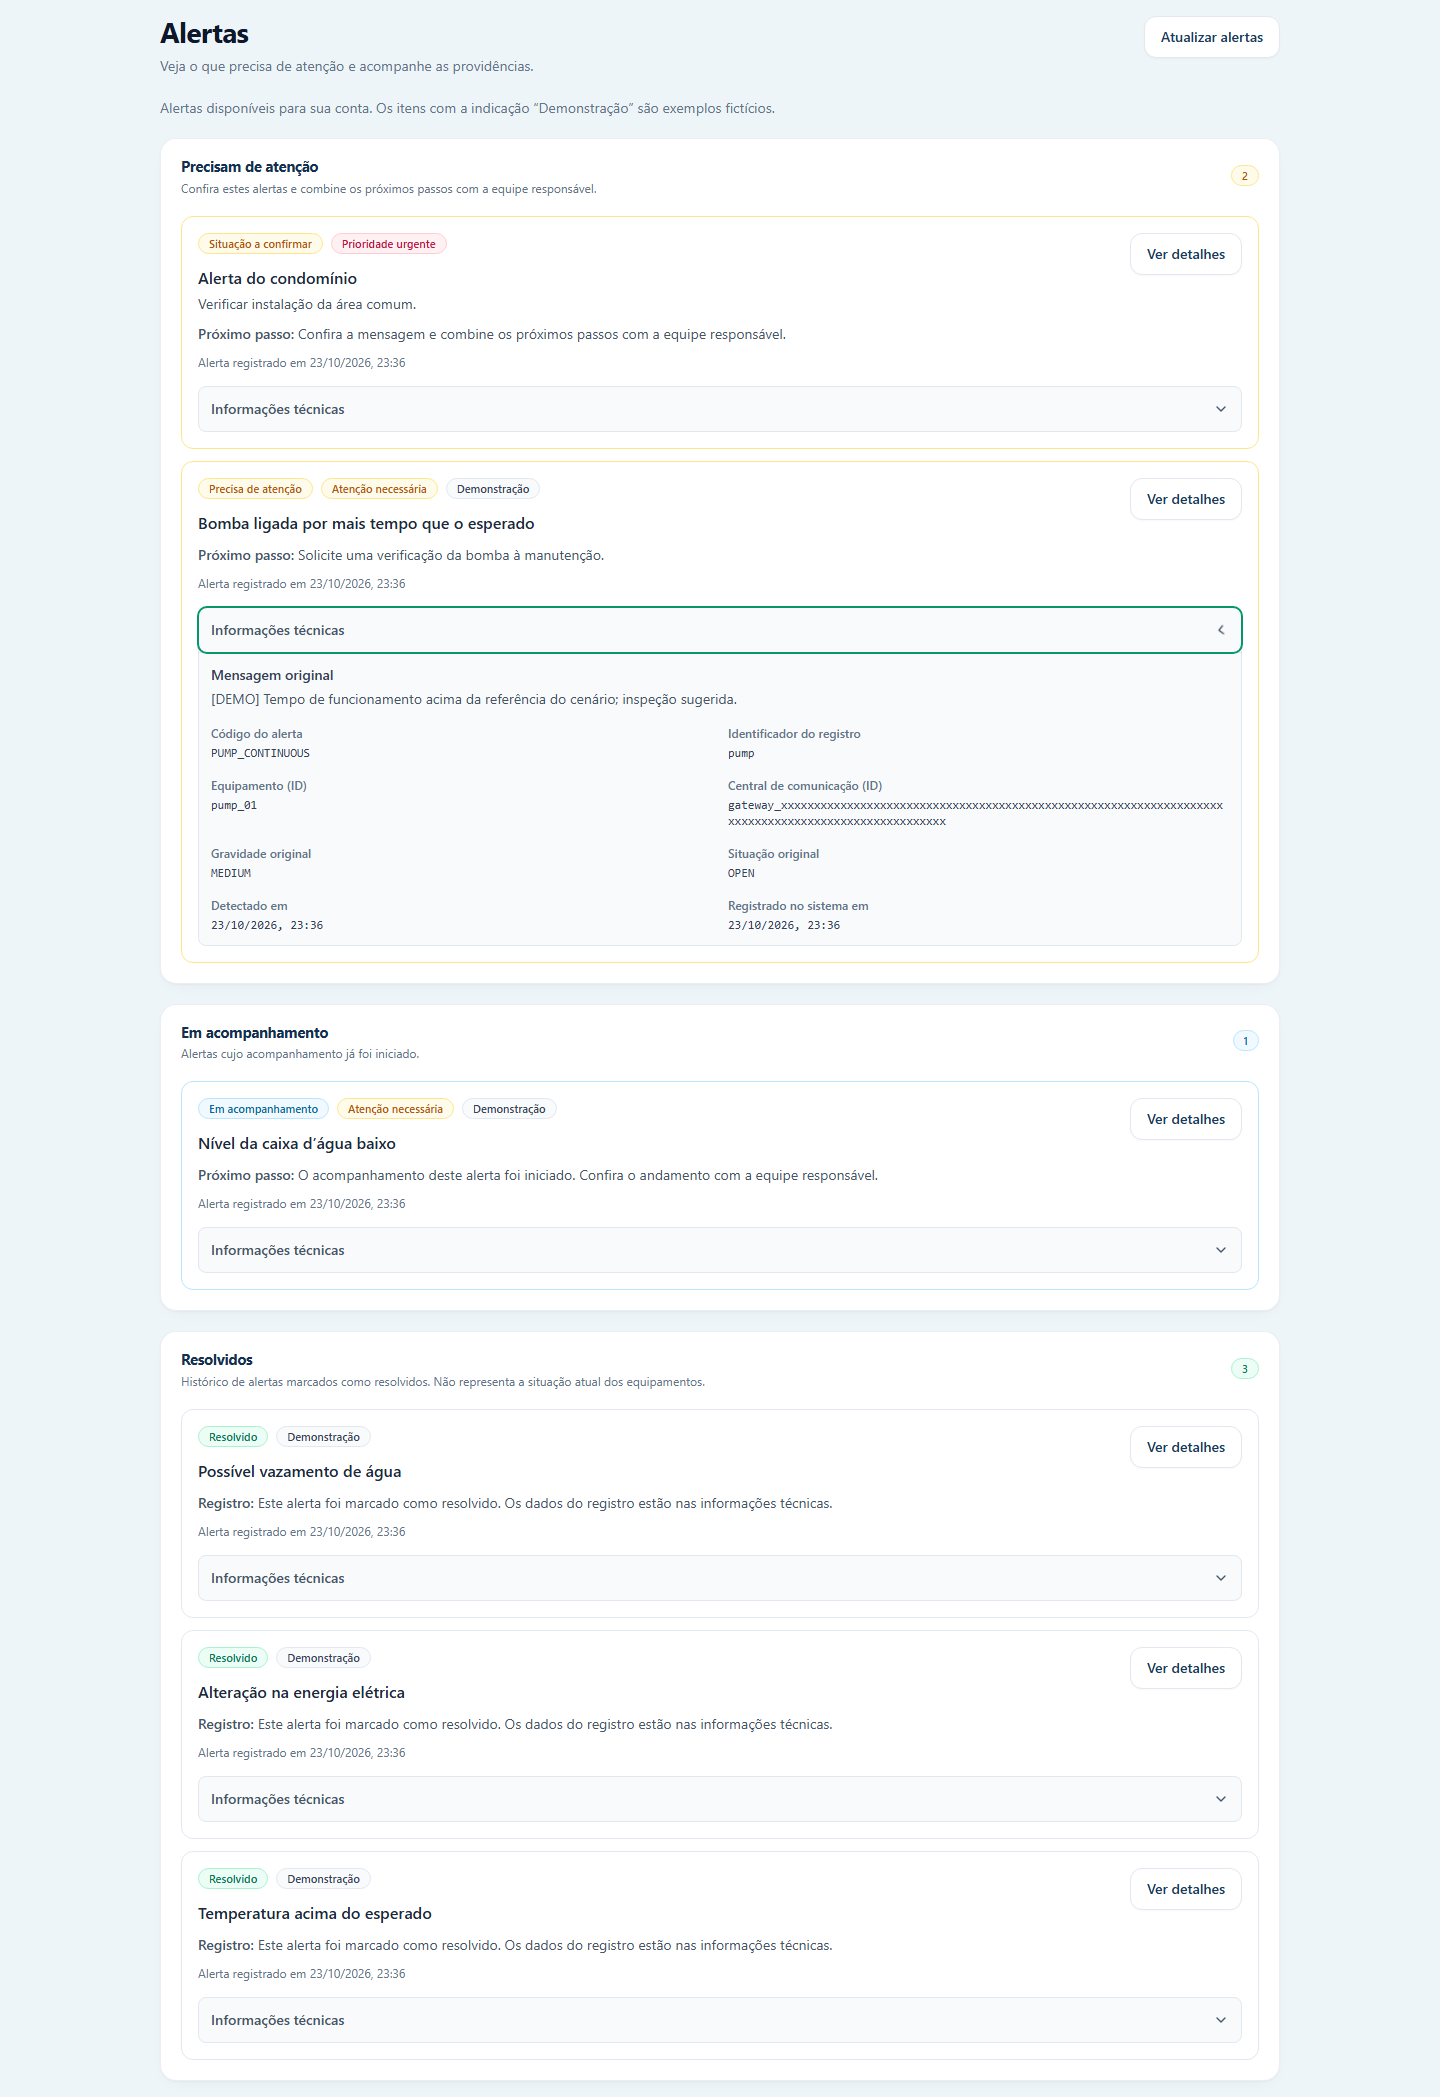 Alertas
Atualizar alertas
Veja o que precisa de atenção e acompanhe as providências.
Alertas disponíveis para sua conta. Os itens com a indicação “Demonstração” são exemplos fictícios.
Precisam de atenção
Confira estes alertas e combine os próximos passos com a equipe responsável.
2
Situação a confirmar
Prioridade urgente
Ver detalhes
Alerta do condomínio
Verificar instalação da área comum.
Próximo passo: Confira a mensagem e combine os próximos passos com a equipe responsável.
Alerta registrado em 23/10/2026, 23:36
Informações técnicas
Precisa de atenção
Atenção necessária
Demonstração
Ver detalhes
Bomba ligada por mais tempo que o esperado
Próximo passo: Solicite uma verificação da bomba à manutenção.
Alerta registrado em 23/10/2026, 23:36
Informações técnicas
Mensagem original
[DEMO] Tempo de funcionamento acima da referência do cenário; inspeção sugerida.
Código do alerta
PUMP_CONTINUOUS
Identificador do registro
pump
Equipamento (ID)
pump_01
Central de comunicação (ID)
gateway_xxxxxxxxxxxxxxxxxxxxxxxxxxxxxxxxxxxxxxxxxxxxxxxxxxxxxxxxxxxxxxxxxxx
xxxxxxxxxxxxxxxxxxxxxxxxxxxxxxxxx
Gravidade original
MEDIUM
Situação original
OPEN
Detectado em
23/10/2026, 23:36
Registrado no sistema em
23/10/2026, 23:36
Em acompanhamento
Alertas cujo acompanhamento já foi iniciado.
1
Em acompanhamento
Atenção necessária
Demonstração
Ver detalhes
Nível da caixa d’água baixo
Próximo passo: O acompanhamento deste alerta foi iniciado. Confira o andamento com a equipe responsável.
Alerta registrado em 23/10/2026, 23:36
Informações técnicas
Resolvidos
Histórico de alertas marcados como resolvidos. Não representa a situação atual dos equipamentos.
3
Resolvido
Demonstração
Ver detalhes
Possível vazamento de água
Registro: Este alerta foi marcado como resolvido. Os dados do registro estão nas informações técnicas.
Alerta registrado em 23/10/2026, 23:36
Informações técnicas
Resolvido
Demonstração
Ver detalhes
Alteração na energia elétrica
Registro: Este alerta foi marcado como resolvido. Os dados do registro estão nas informações técnicas.
Alerta registrado em 23/10/2026, 23:36
Informações técnicas
Resolvido
Demonstração
Ver detalhes
Temperatura acima do esperado
Registro: Este alerta foi marcado como resolvido. Os dados do registro estão nas informações técnicas.
Alerta registrado em 23/10/2026, 23:36
Informações técnicas